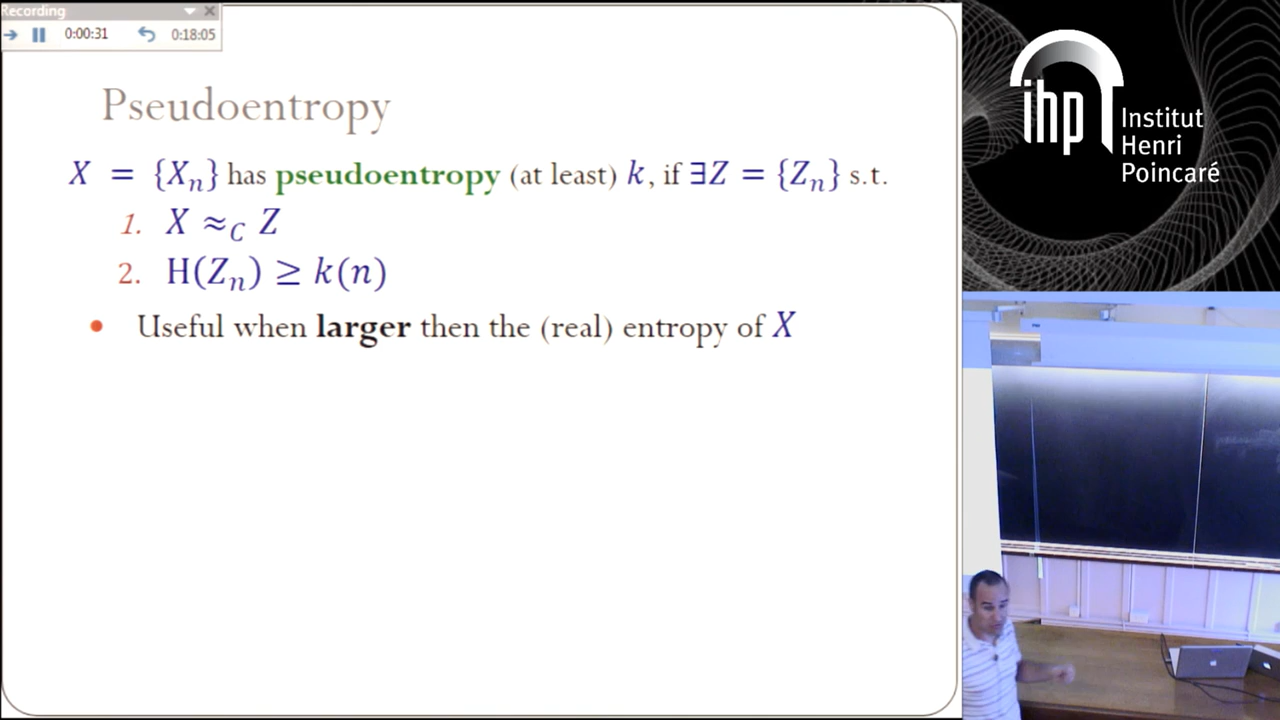 Recording
0:00:31 0:18:05
Pseudoentropy
X = {Xₙ} has pseudoentropy (at least) k, if ∃Z = {Zₙ} s.t.
1. X ≈_C Z
2. H(Zₙ) ≥ k(n)
• Useful when larger then the (real) entropy of X
ihp
Institut
Henri
Poincaré